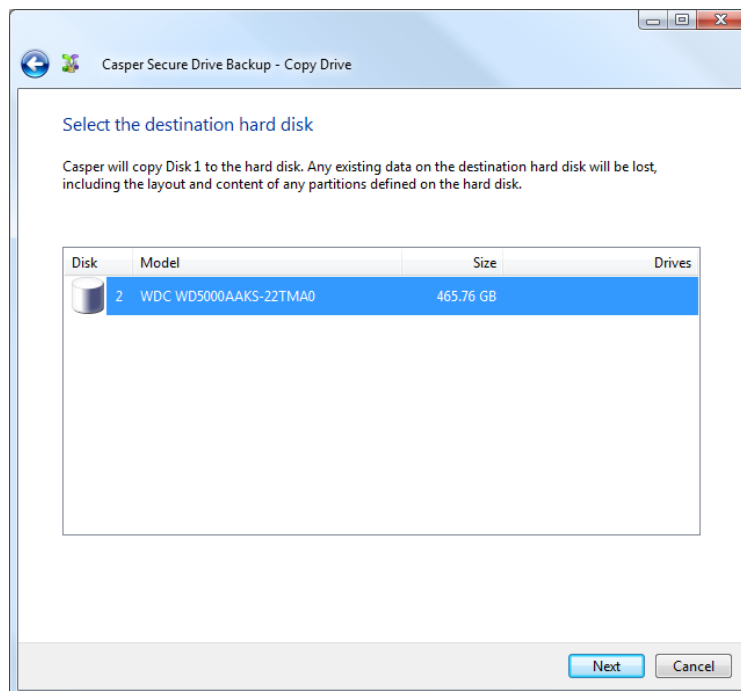 Casper Secure Drive Backup - Copy Drive
Select the destination hard disk
Casper will copy Disk 1 to the hard disk. Any existing data on the destination hard disk will be lost,
including the layout and content of any partitions defined on the hard disk.
Disk Model Size Drives
2 WDC WD5000AAKS-22TMA0 465.76 GB
Next Cancel